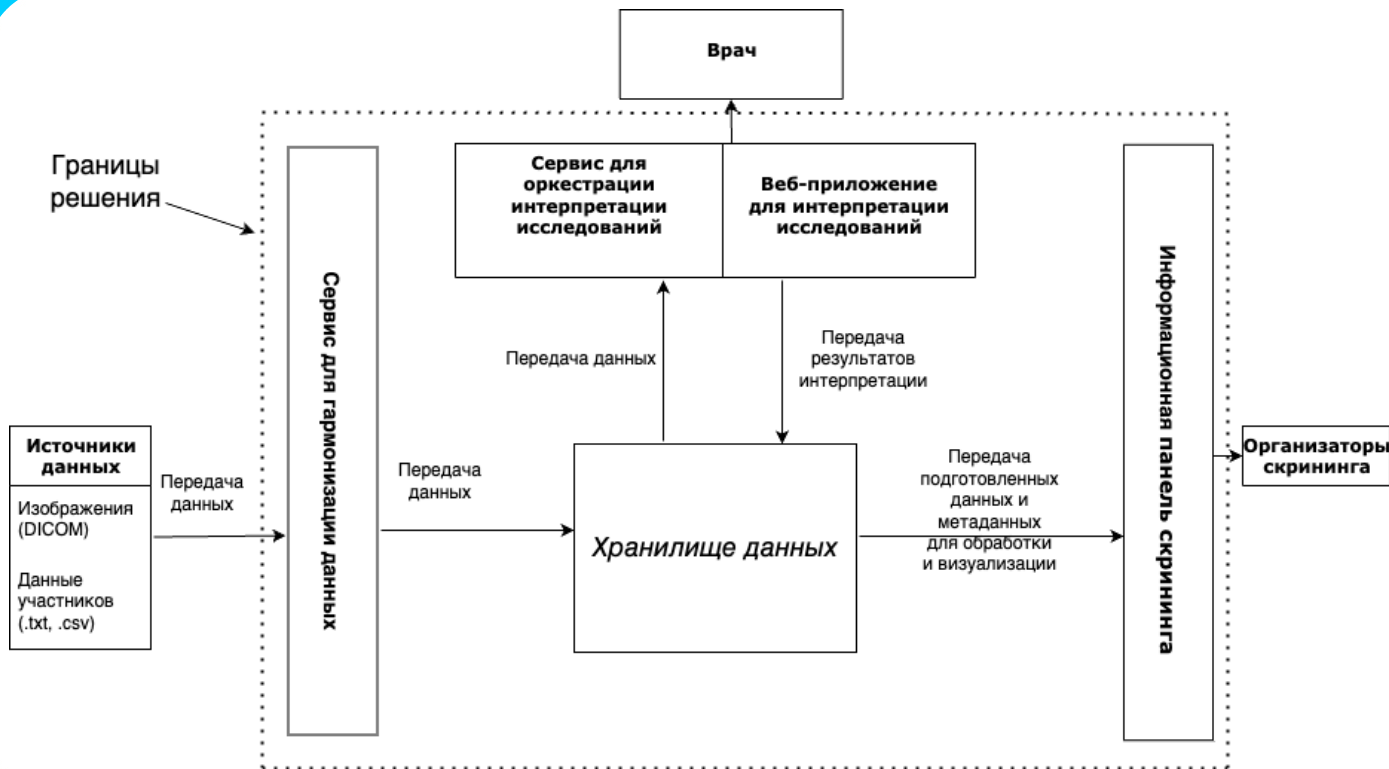 Врач
Границы
решения
Сервис для
оркестрации
интерпретации
исследований
Веб-приложение
для интерпретации
исследований
Сервис для гармонизации данных
Информационная панель скрининга
Передача данных
Передача
результатов
интерпретации
Источники
данных
Изображения
(DICOM)
Данные
участников
(.txt, .csv)
Передача
данных
Передача
данных
Хранилище данных
Передача
подготовленных
данных и
метаданных
для обработки
и визуализации
Организаторы
скрининга